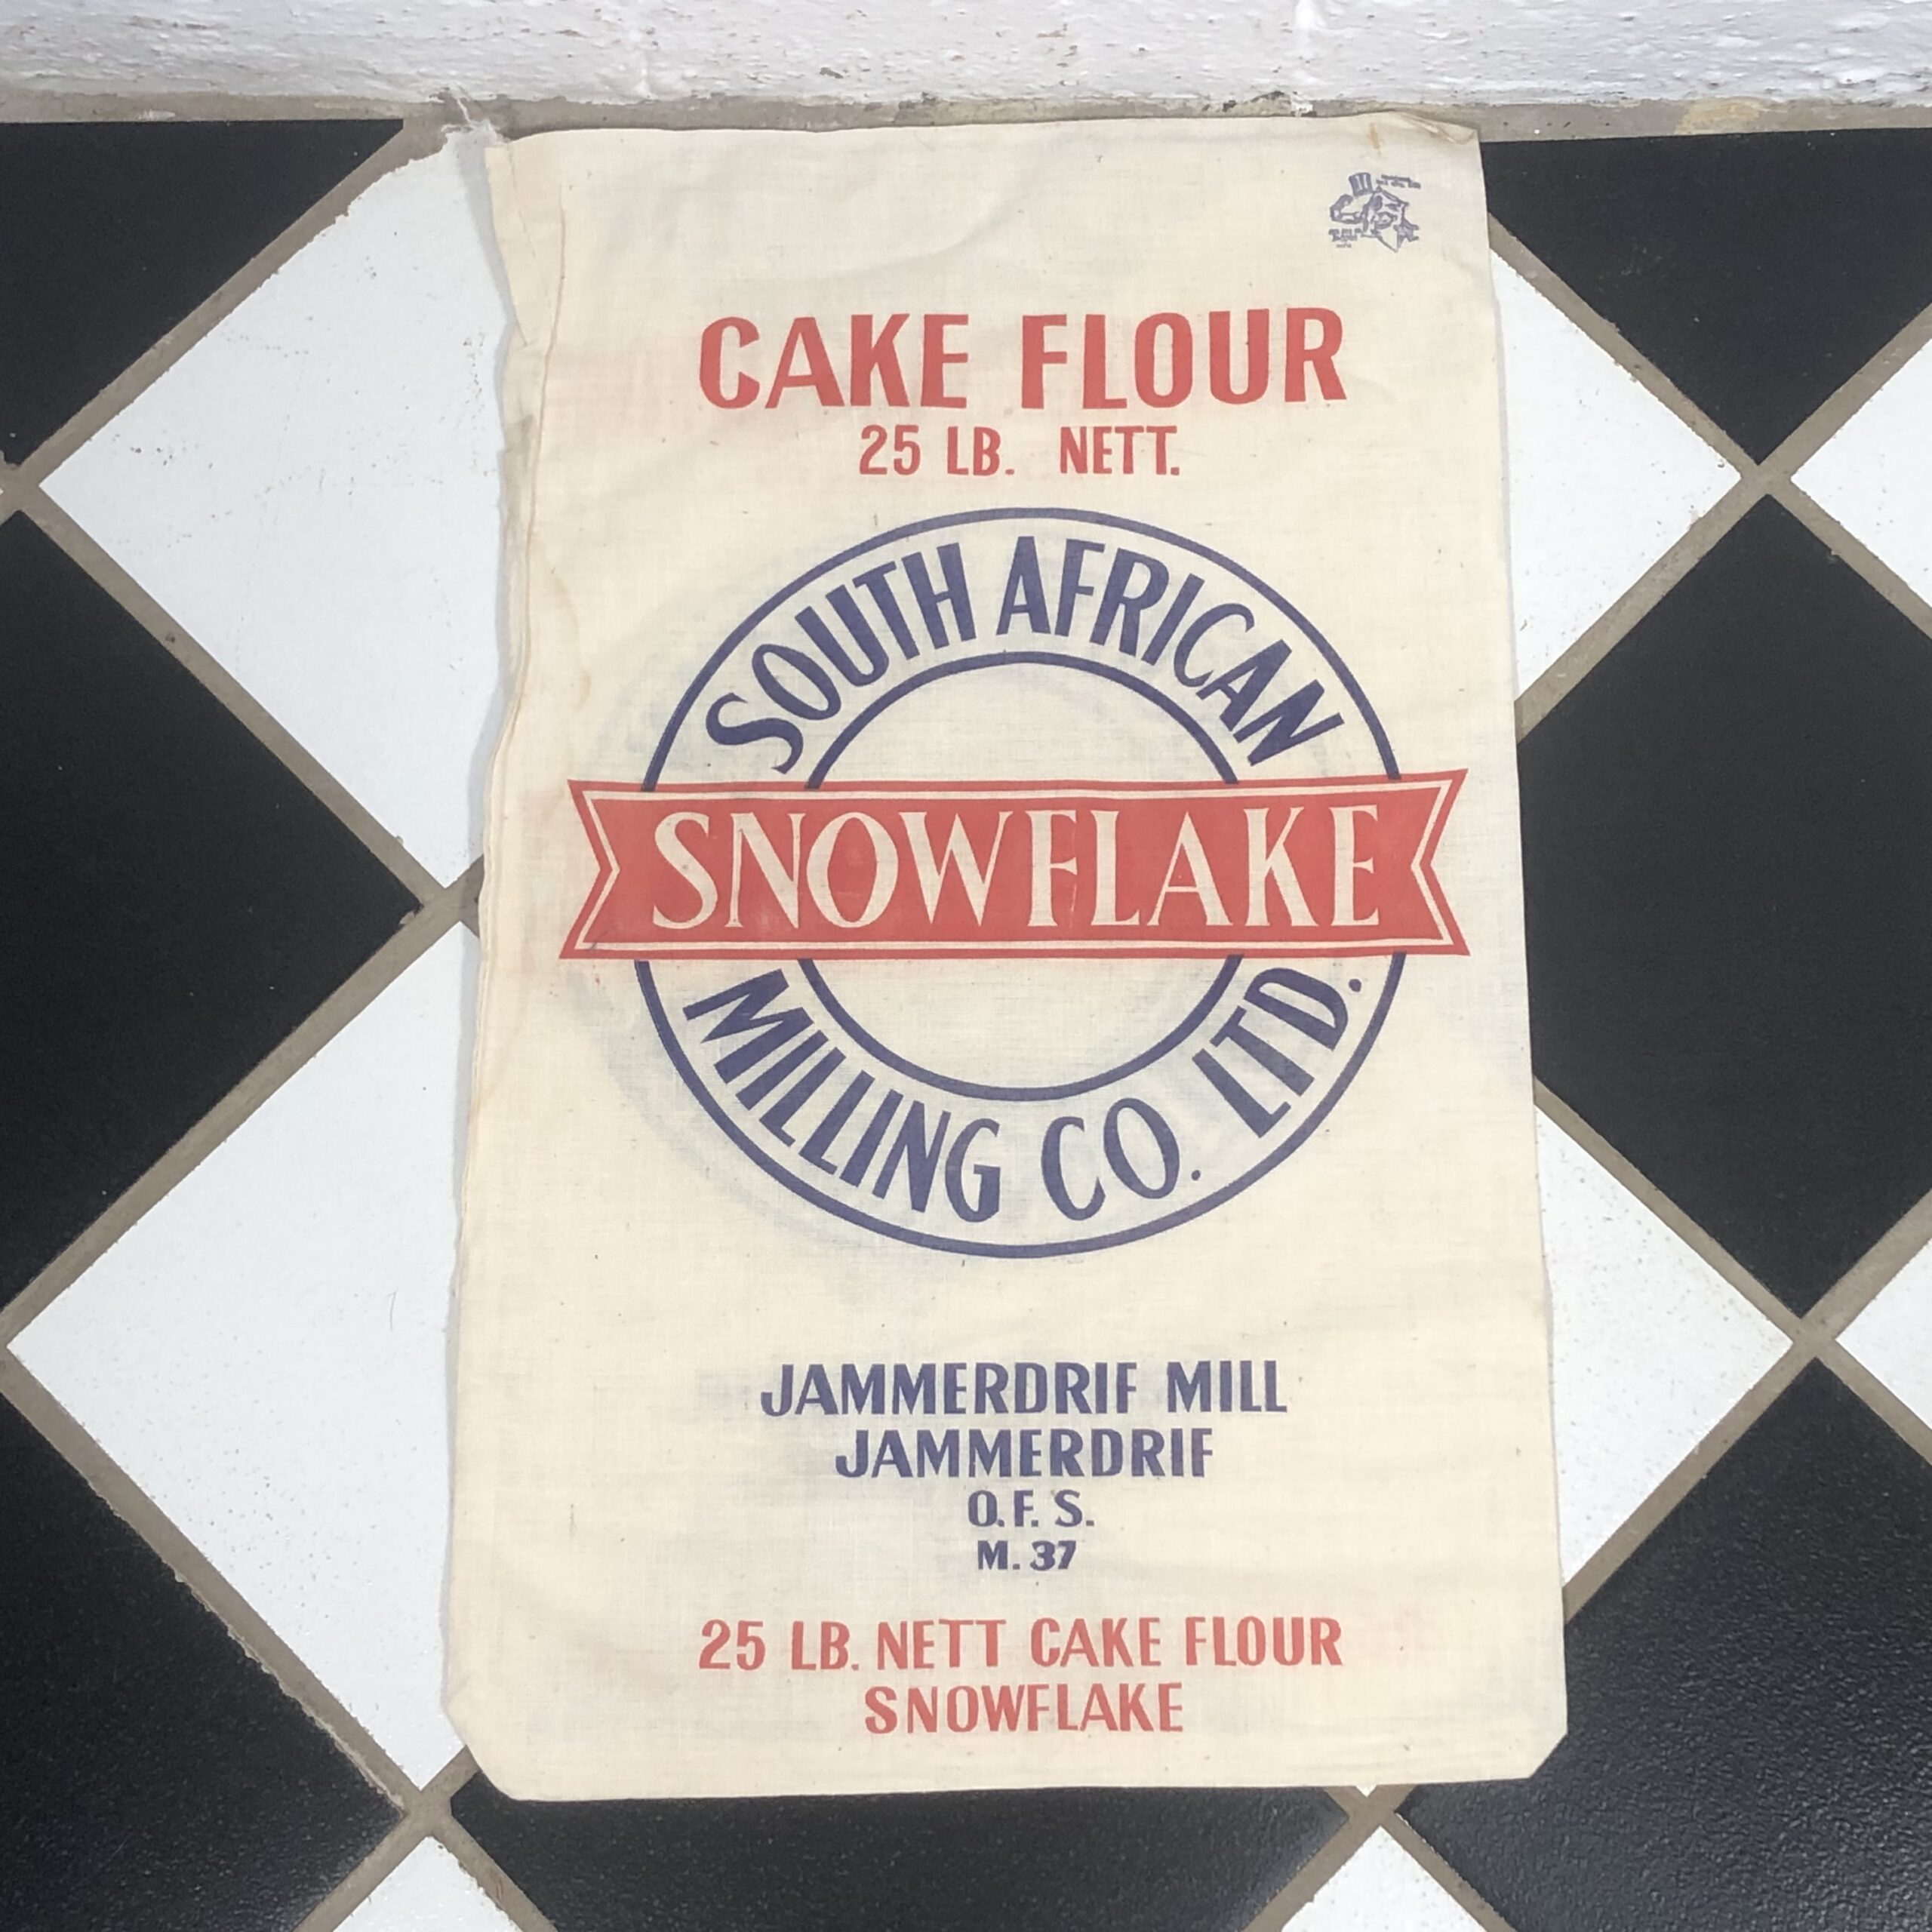 CAKE FLOUR
25 LB. NETT.
SOUTH AFRICAN
SNOWFLAKE
MILLING CO. LTD.
JAMMERDRIF MILL
JAMMERDRIF
O.F.S.
M.37
25 LB. NETT CAKE FLOUR
SNOWFLAKE